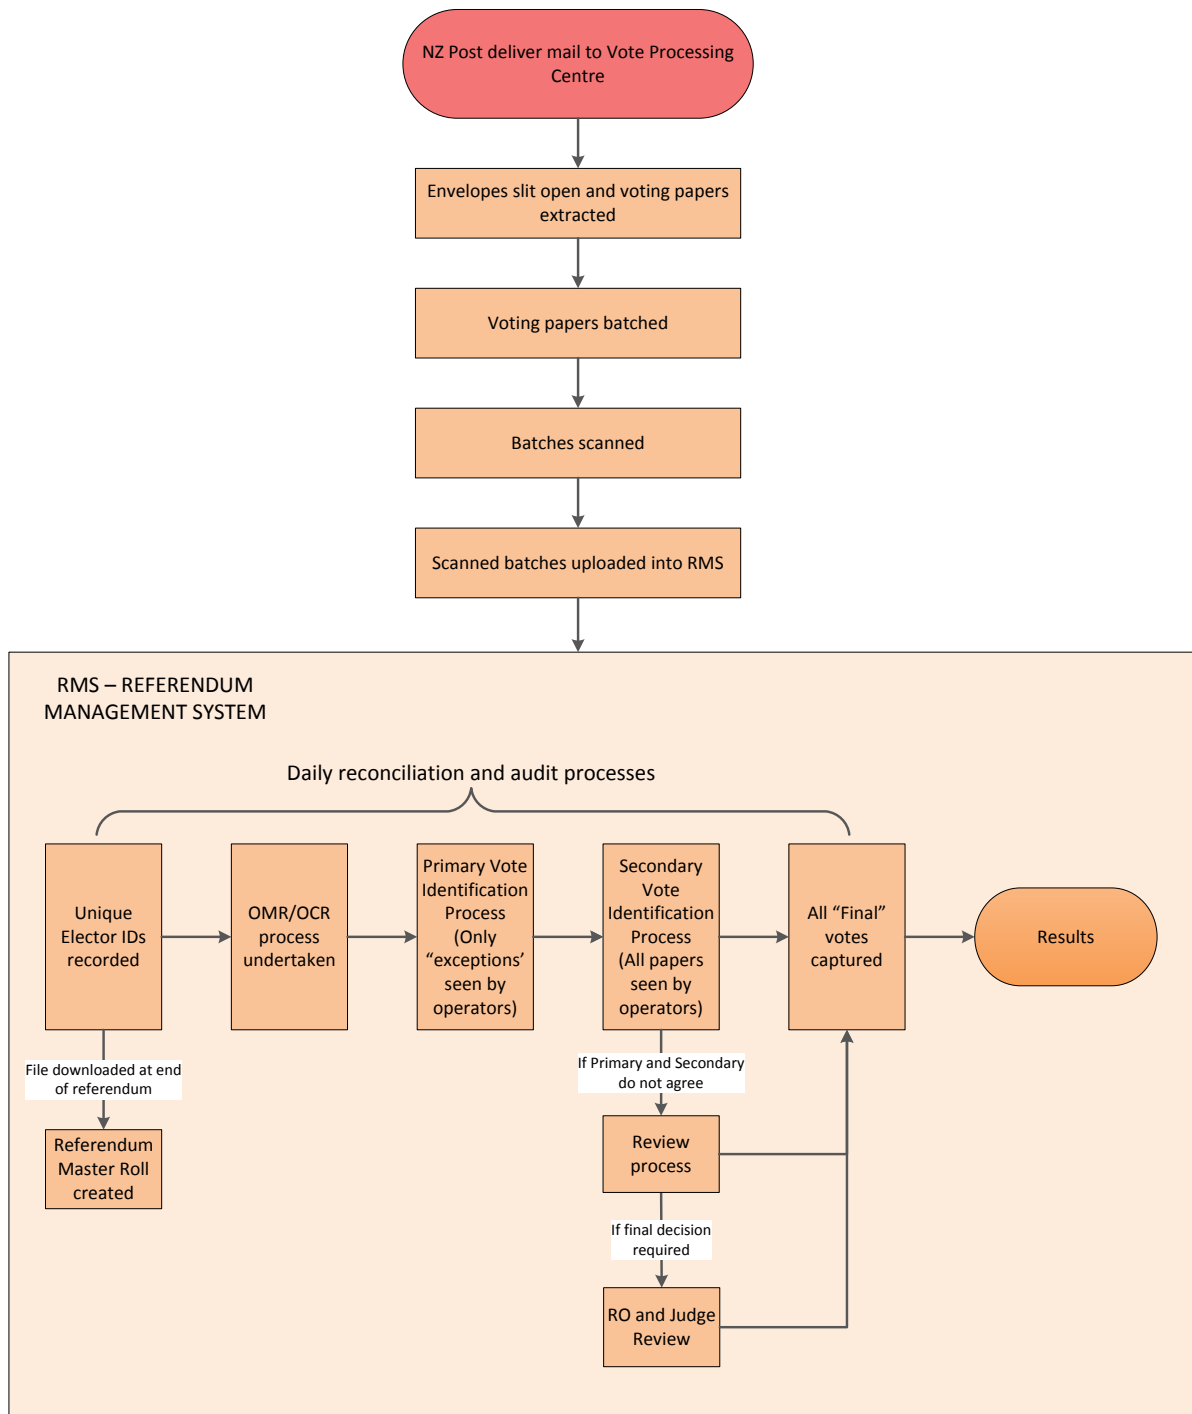 NZ Post deliver mail to Vote Processing
Centre
Envelopes slit open and voting papers
extracted
Voting papers batched
Batches scanned
Scanned batches uploaded into RMS
RMS – REFERENDUM
MANAGEMENT SYSTEM
Daily reconciliation and audit processes
Unique
Elector IDs
recorded
OMR/OCR
process
undertaken
Primary Vote
Identification
Process
(Only
“exceptions’
seen by
operators)
Secondary
Vote
Identification
Process
(All papers
seen by
operators)
All “Final”
votes
captured
Results
File downloaded at end
of referendum
If Primary and Secondary
do not agree
Referendum
Master Roll
created
Review
process
If final decision
required
RO and Judge
Review